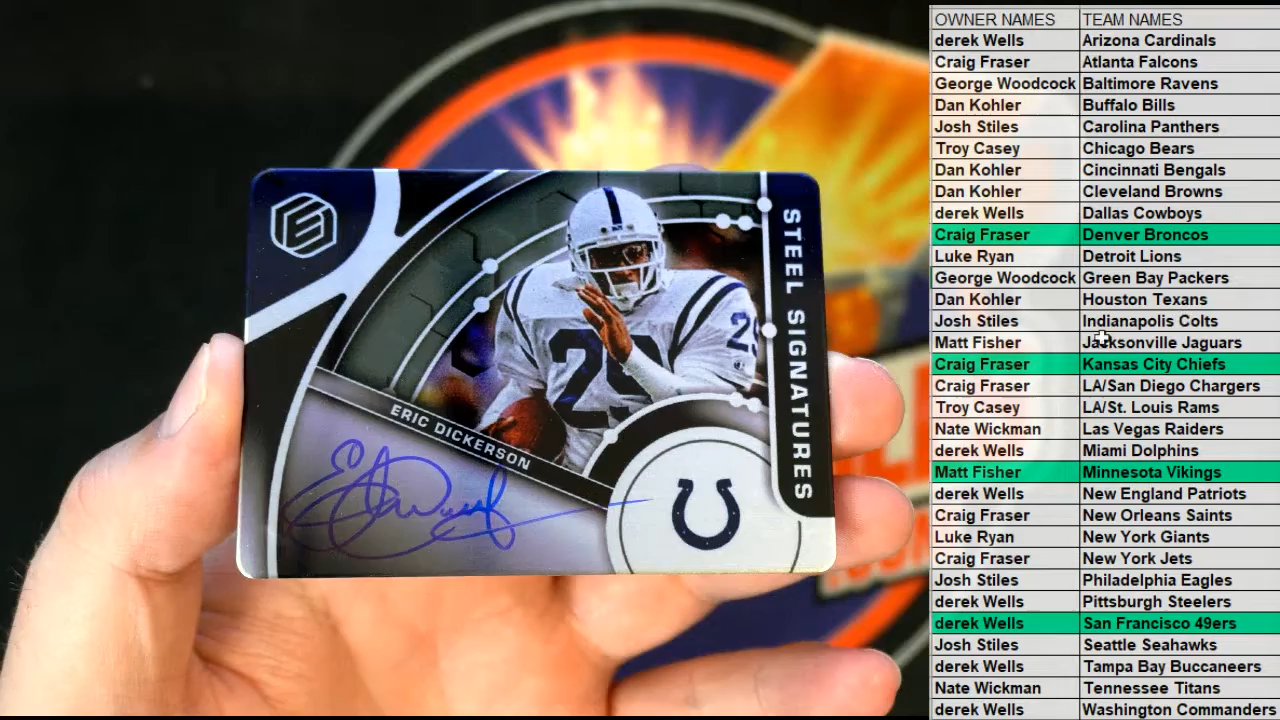 STEEL SIGNATURES
29
29
ERIC DICKERSON
OWNER NAMES TEAM NAMES
derek Wells Arizona Cardinals
Craig Fraser Atlanta Falcons
George Woodcock Baltimore Ravens
Dan Kohler Buffalo Bills
Josh Stiles Carolina Panthers
Troy Casey Chicago Bears
Dan Kohler Cincinnati Bengals
Dan Kohler Cleveland Browns
derek Wells Dallas Cowboys
Craig Fraser Denver Broncos
Luke Ryan Detroit Lions
George Woodcock Green Bay Packers
Dan Kohler Houston Texans
Josh Stiles Indianapolis Colts
Matt Fisher Jacksonville Jaguars
Craig Fraser Kansas City Chiefs
Craig Fraser LA/San Diego Chargers
Troy Casey LA/St. Louis Rams
Nate Wickman Las Vegas Raiders
derek Wells Miami Dolphins
Matt Fisher Minnesota Vikings
derek Wells New England Patriots
Craig Fraser New Orleans Saints
Luke Ryan New York Giants
Craig Fraser New York Jets
Josh Stiles Philadelphia Eagles
derek Wells Pittsburgh Steelers
derek Wells San Francisco 49ers
Josh Stiles Seattle Seahawks
derek Wells Tampa Bay Buccaneers
Nate Wickman Tennessee Titans
derek Wells Washington Commanders